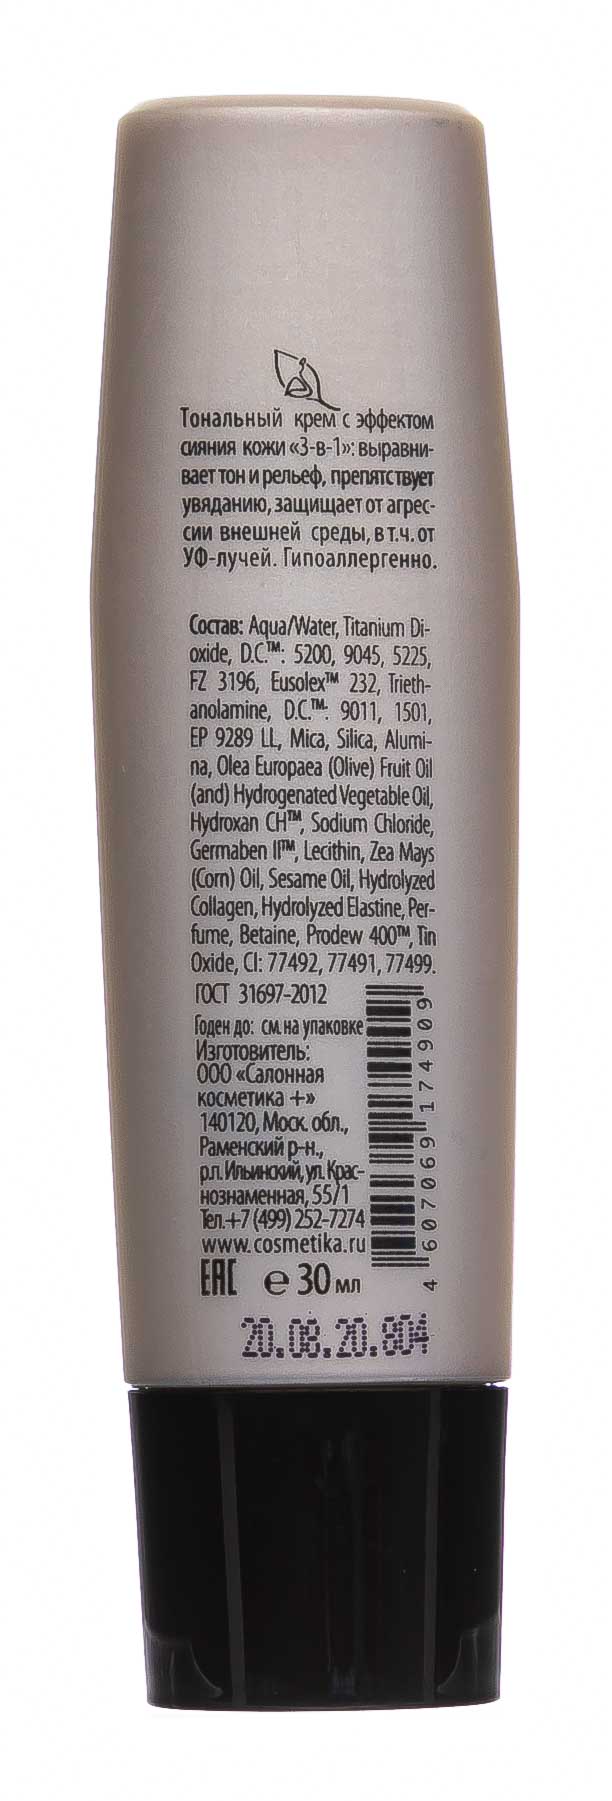 Тональный крем с эффектом
сияния кожи «3-в-1»: выравни-
вает тон и рельеф, препятствует
увяданию, защищает от агрес-
сии внешней среды, в т.ч. от
УФ-лучей. Гипоаллергенно.
Состав: Aqua/Water, Titanium Di-
oxide, D.C.™: 5200, 9045, 5225,
FZ 3196, Eusolex™ 232, Trieth-
anolamine, D.C.™: 9011, 1501,
EP 9289 LL, Mica, Silica, Alumi-
na, Olea Europaea (Olive) Fruit Oil
(and) Hydrogenated Vegetable Oil,
Hydroxan CH™, Sodium Chloride,
Germaben II™, Lecithin, Zea Mays
(Corn) Oil, Sesame Oil, Hydrolyzed
Collagen, Hydrolyzed Elastine, Per-
fume, Betaine, Prodew 400™, Tin
Oxide, CI: 77492, 77491, 77499.
ГОСТ 31697-2012
Годен до: см. на упаковке
Изготовитель:
ООО «Салонная
косметика +»
140120, Моск. обл.,
Раменский р-н.,
р.п. Ильинский, ул. Крас-
нознаменная, 55/1
Тел.+7 (499) 252-7274
www.cosmetika.ru
EAC e 30 мл
4 607069 174909
20.08.20.804